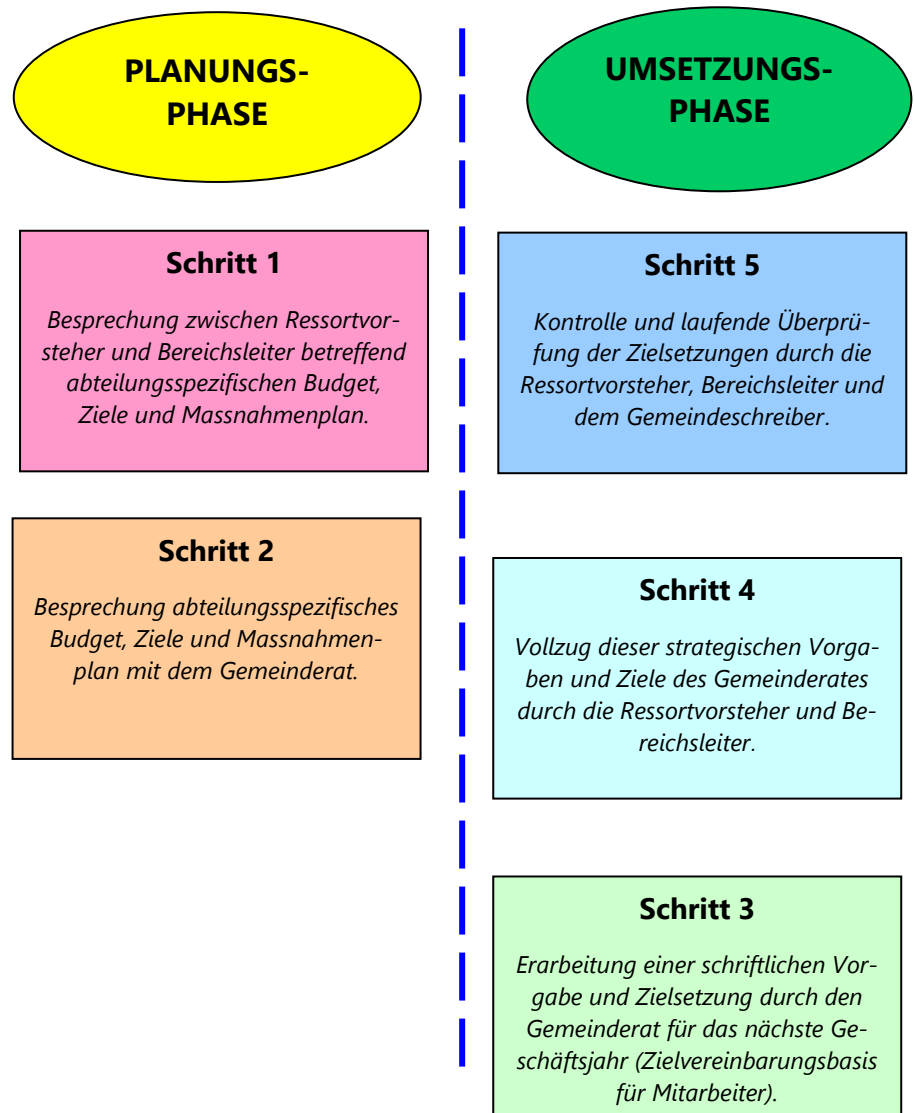 PLANUNGS-
PHASE
UMSETZUNGS-
PHASE
Schritt 1
Besprechung zwischen Ressortvor-
steher und Bereichsleiter betreffend
abteilungsspezifischen Budget,
Ziele und Massnahmenplan.
Schritt 5
Kontrolle und laufende Überprü-
fung der Zielsetzungen durch die
Ressortvorsteher, Bereichsleiter und
dem Gemeindeschreiber.
Schritt 2
Besprechung abteilungsspezifisches
Budget, Ziele und Massnahmen-
plan mit dem Gemeinderat.
Schritt 4
Vollzug dieser strategischen Vorga-
ben und Ziele des Gemeinderates
durch die Ressortvorsteher und Be-
reichsleiter.
Schritt 3
Erarbeitung einer schriftlichen Vor-
gabe und Zielsetzung durch den
Gemeinderat für das nächste Ge-
schäftsjahr (Zielvereinbarungsbasis
für Mitarbeiter).